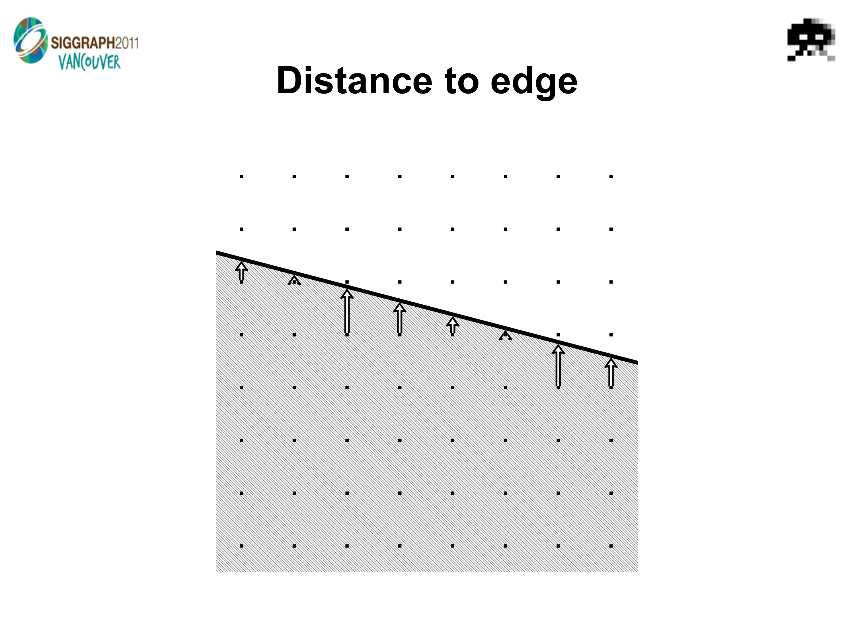 SIGGRAPH2011
VANCOUVER
Distance to edge